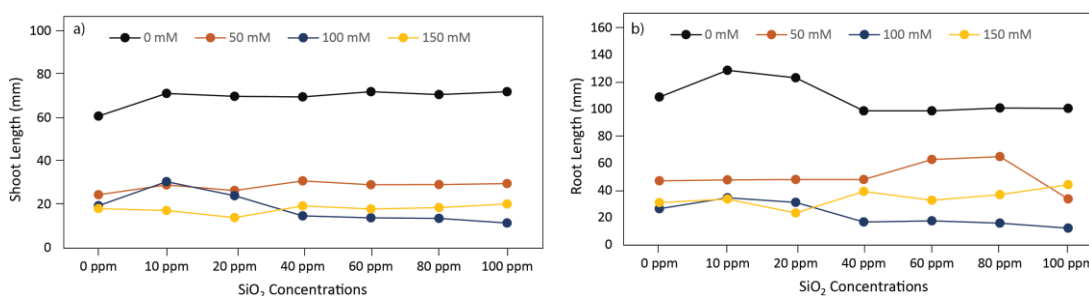 a)
0 mM 50 mM 100 mM 150 mM
100
80
60
40
20
0
Shoot Length (mm)
0 ppm 10 ppm 20 ppm 40 ppm 60 ppm 80 ppm 100 ppm
SiO₂ Concentrations
b)
0 mM 50 mM 100 mM 150 mM
160
140
120
100
80
60
40
20
0
Root Length (mm)
0 ppm 10 ppm 20 ppm 40 ppm 60 ppm 80 ppm 100 ppm
SiO₂ Concentrations